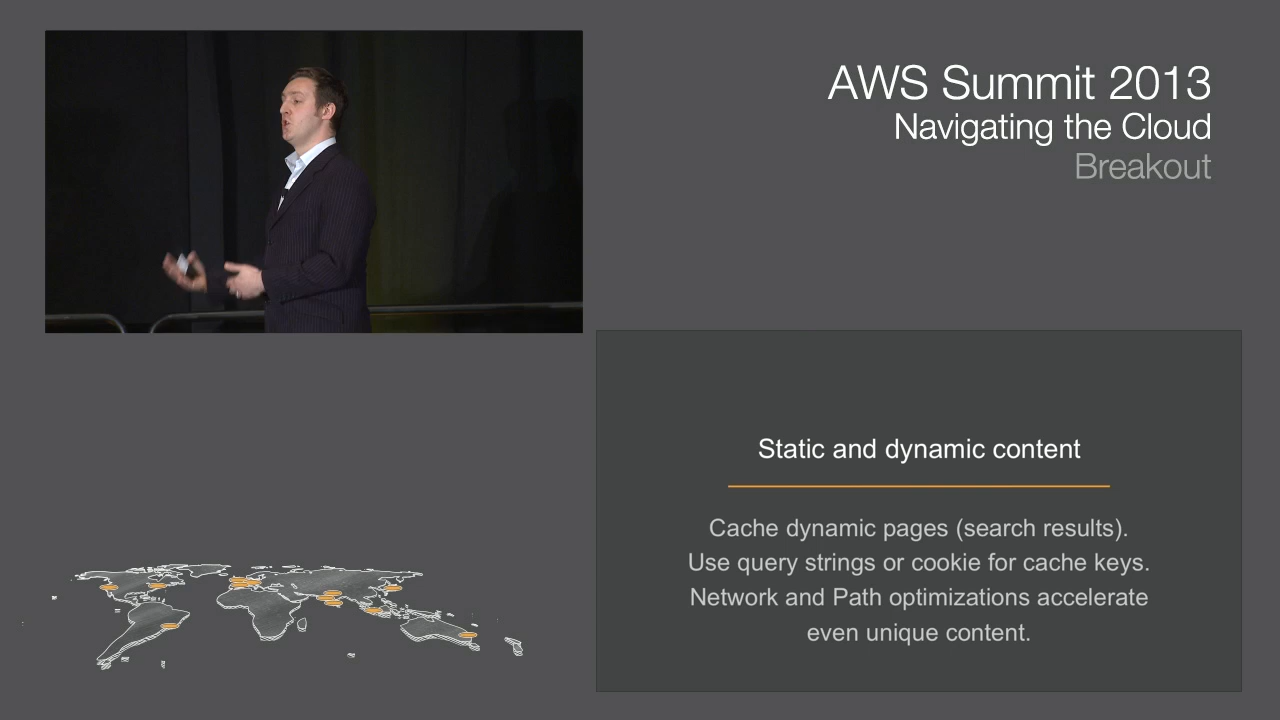 AWS Summit 2013
Navigating the Cloud
Breakout
Static and dynamic content
Cache dynamic pages (search results).
Use query strings or cookie for cache keys.
Network and Path optimizations accelerate
even unique content.